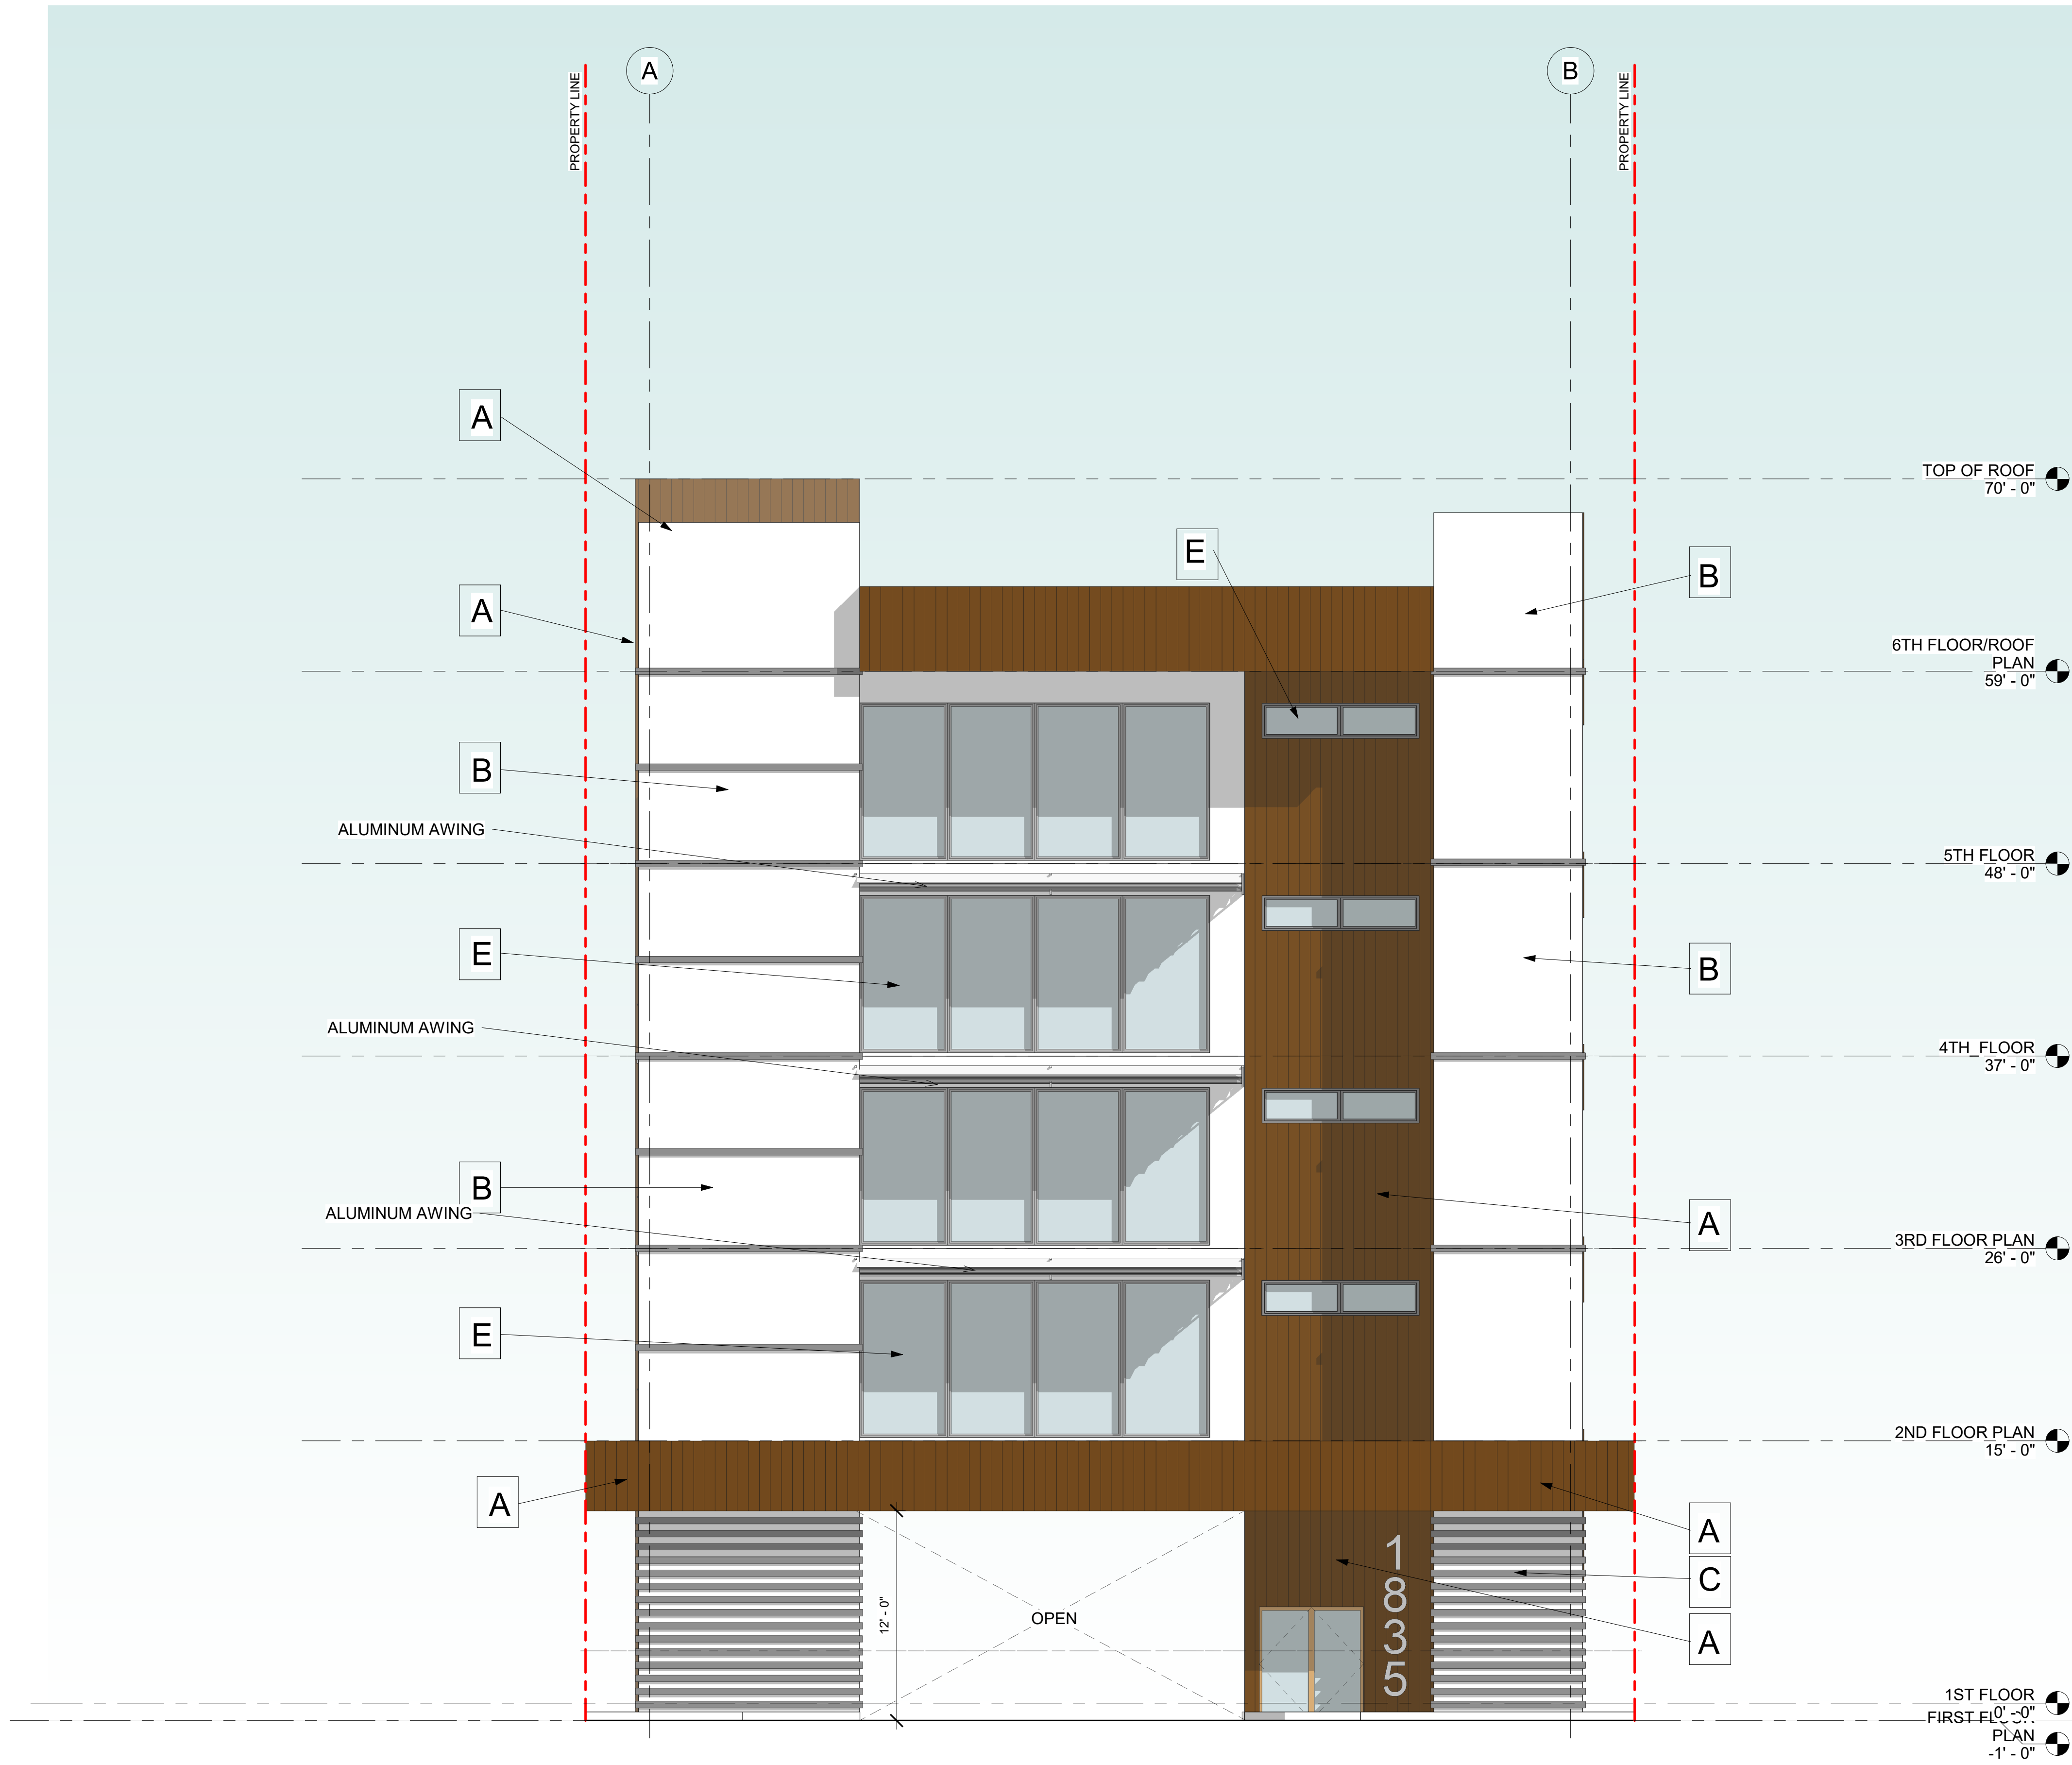 PROPERTY LINE
A
B
PROPERTY LINE
A
TOP OF ROOF
70' - 0"
E
B
A
6TH FLOOR/ROOF
PLAN
59' - 0"
B
ALUMINUM AWING
5TH FLOOR
48' - 0"
E
B
ALUMINUM AWING
4TH FLOOR
37' - 0"
B
ALUMINUM AWING
A
3RD FLOOR PLAN
26' - 0"
E
2ND FLOOR PLAN
15' - 0"
A
A
C
A
12' - 0"
OPEN
1
8
3
5
1ST FLOOR
0' - 0"
FIRST FLOOR
PLAN
-1' - 0"